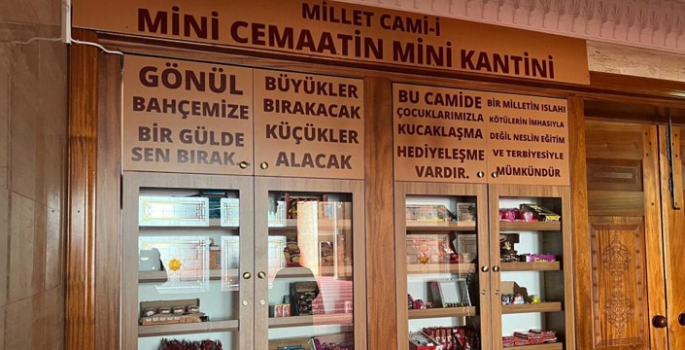 MİLLET CAMİ-İ
MİNİ CEMAATİN MİNİ KANTİNİ
GÖNÜL
BAHÇEMİZE
BİR GÜLDE
SEN BIRAK.
BÜYÜKLER
BIRAKACAK
KÜÇÜKLER
ALACAK
BU CAMİDE
ÇOCUKLARIMIZLA
KUCAKLAŞMA
HEDİYELEŞME
VARDIR.
BİR MİLLETİN ISLAHI
KÖTÜLERİN İMHASIYLA
DEĞİL NESLİN EĞİTİM
VE TERBİYESİYLE
MÜMKÜNDÜR